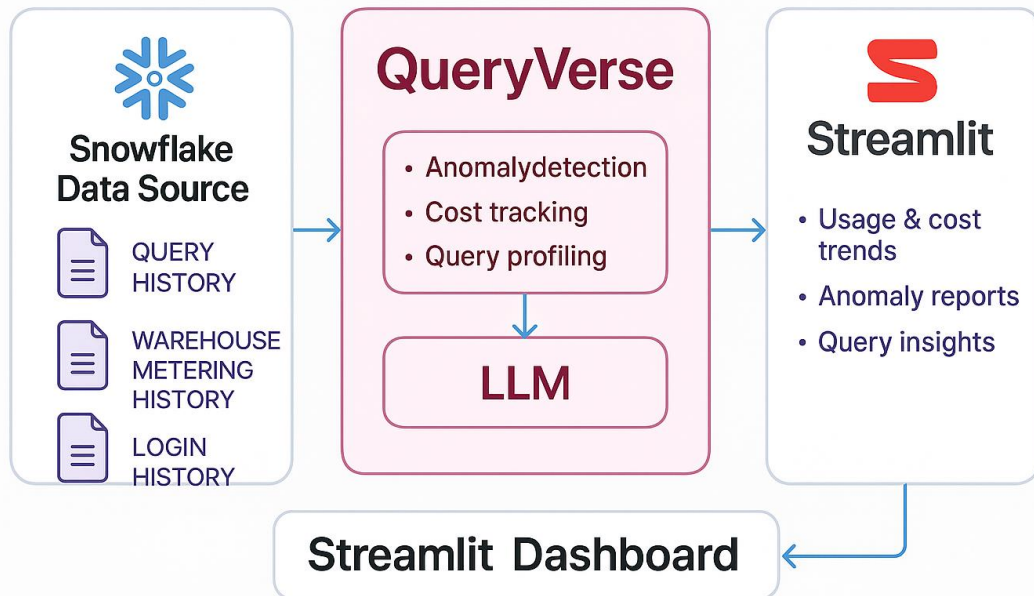 Snowflake
Data Source
QUERY
HISTORY
WAREHOUSE
METERING
HISTORY
LOGIN
HISTORY
QueryVerse
• Anomalydetection
• Cost tracking
• Query profiling
LLM
Streamlit
• Usage & cost
trends
• Anomaly reports
• Query insights
Streamlit Dashboard